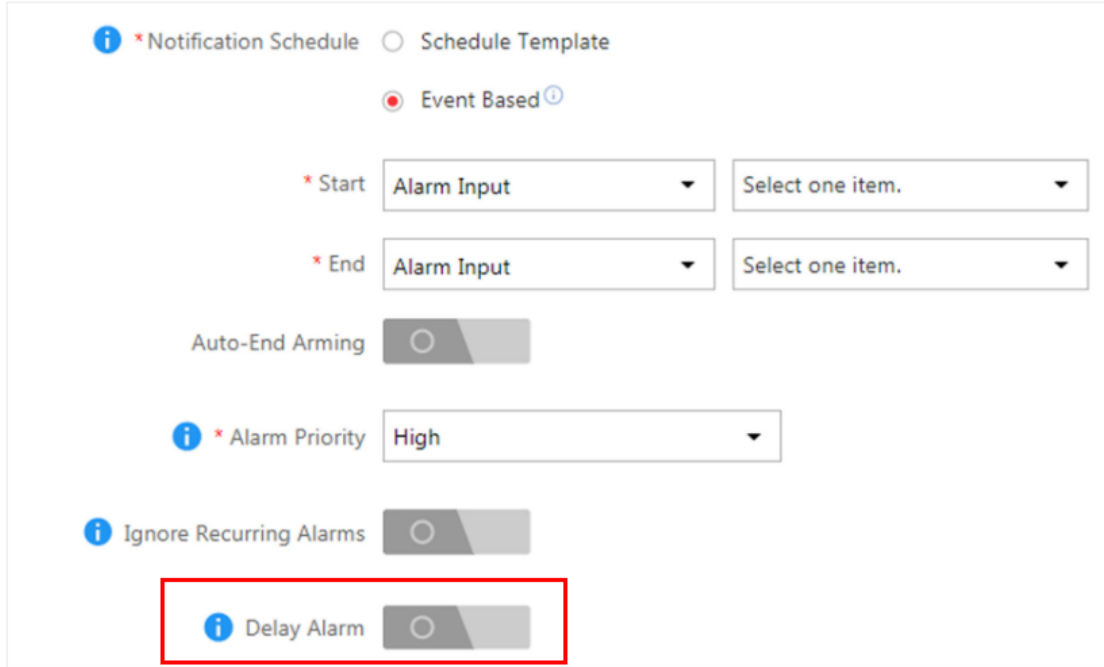 * Notification Schedule Schedule Template
Event Based
* Start Alarm Input Select one item.
* End Alarm Input Select one item.
Auto-End Arming
* Alarm Priority High
Ignore Recurring Alarms
Delay Alarm